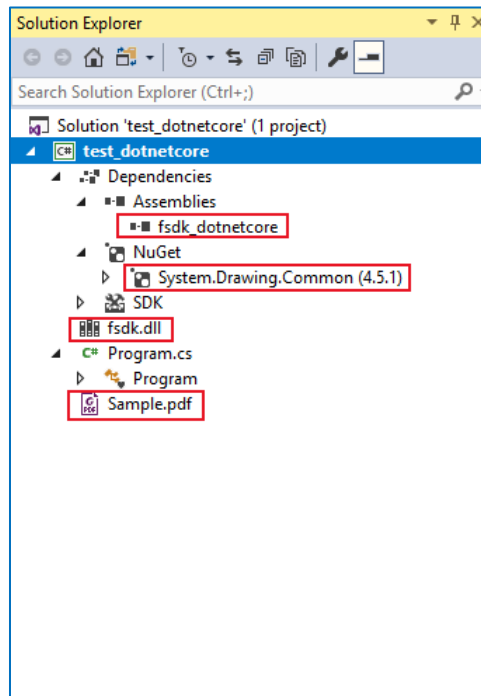 Solution Explorer
Search Solution Explorer (Ctrl+;)
Solution 'test_dotnetcore' (1 project)
C# test_dotnetcore
Dependencies
Assemblies
fsdk_dotnetcore
NuGet
System.Drawing.Common (4.5.1)
SDK
fsdk.dll
C# Program.cs
Program
PDF Sample.pdf